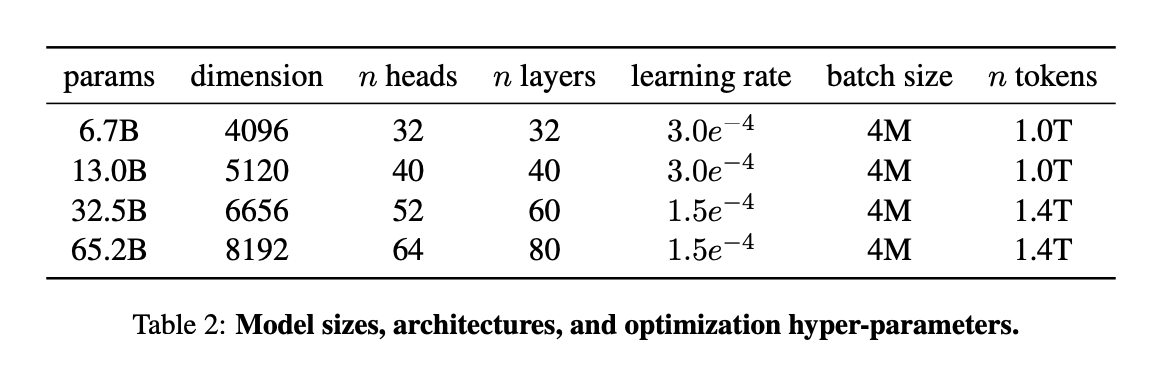 params dimension n heads n layers learning rate batch size n tokens
6.7B 4096 32 32 3.0e⁻⁴ 4M 1.0T
13.0B 5120 40 40 3.0e⁻⁴ 4M 1.0T
32.5B 6656 52 60 1.5e⁻⁴ 4M 1.4T
65.2B 8192 64 80 1.5e⁻⁴ 4M 1.4T
Table 2: Model sizes, architectures, and optimization hyper-parameters.